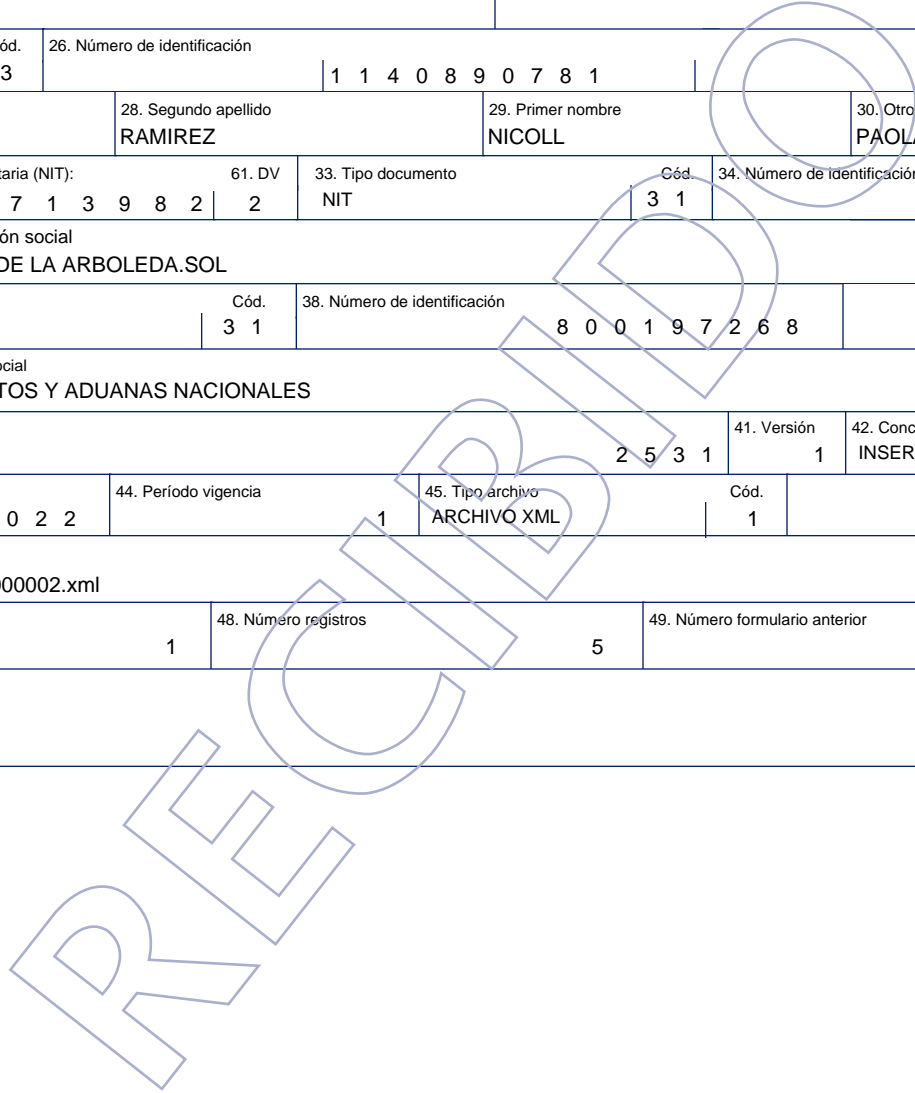 ód. 26. Número de identificación
3 1 1 4 0 8 9 0 7 8 1
28. Segundo apellido 29. Primer nombre 30. Otro
RAMIREZ NICOLL PAOLA
taria (NIT): 61. DV 33. Tipo documento Cód. 34. Número de identificación
7 1 3 9 8 2 2 NIT 3 1
ón social
DE LA ARBOLEDA.SOL
Cód. 38. Número de identificación
3 1 8 0 0 1 9 7 2 6 8
ocial
TOS Y ADUANAS NACIONALES
41. Versión 42. Conc
2 5 3 1 1 INSER
44. Período vigencia 45. Tipo archivo Cód.
0 2 2 1 ARCHIVO XML 1
000002.xml
48. Número registros 49. Número formulario anterior
1 5
RECIBIDO